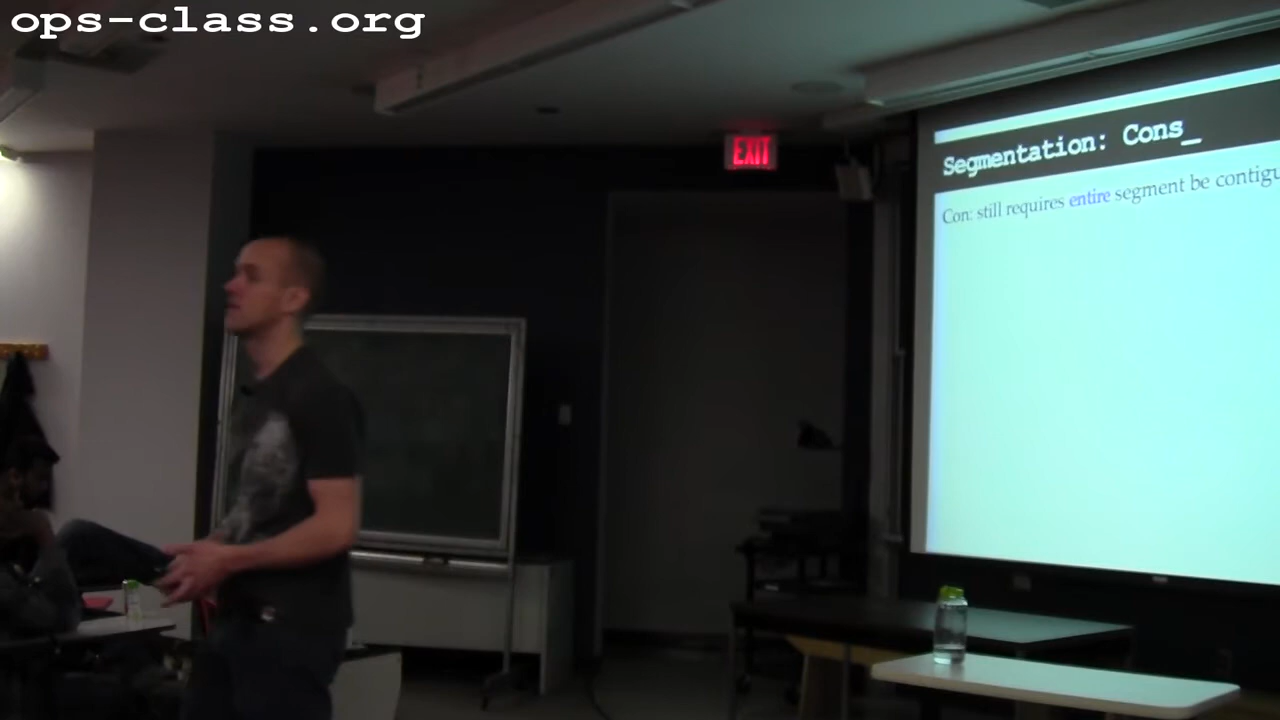 ops-class.org
EXIT
Segmentation: Cons_
Con: still requires entire segment be contigu